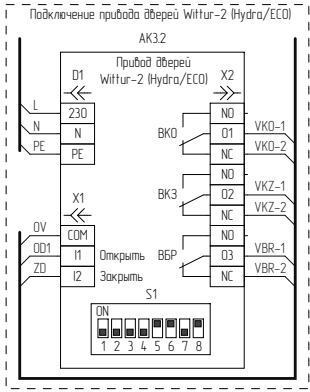 Подключение привода дверей Wittur-2 (Hydra/ECO)
AK3.2
Привод дверей
Wittur-2 (Hydra/ECO)
D1
X2
L
230
N
N
PE
PE
ВКО
NO
O1
NC
VKO-1
VKO-2
ВКЗ
NO
O2
NC
VKZ-1
VKZ-2
X1
0V
COM
OD1
I1
Открыть
ZD
I2
Закрыть
ВБР
NO
O3
NC
VBR-1
VBR-2
S1
ON
1 2 3 4 5 6 7 8